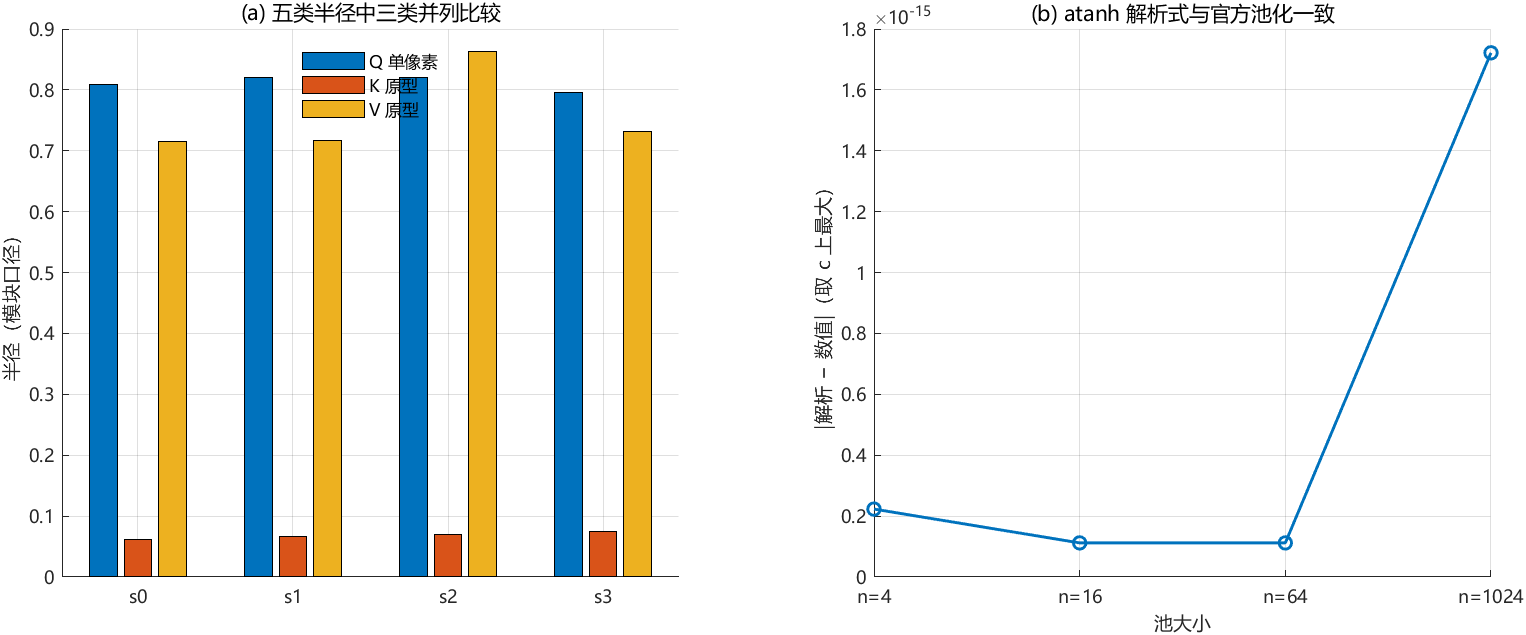 (a) 五类半径中三类并列比较
Q 单像素
K 原型
V 原型
0.9
0.8
0.7
0.6
0.5
0.4
0.3
0.2
0.1
0
半径（模块口径）
s0 s1 s2 s3
(b) atanh 解析式与官方池化一致
×10-15
1.8
1.6
1.4
1.2
1
0.8
0.6
0.4
0.2
0
|解析 − 数值|（取 c 上最大）
n=4 n=16 n=64 n=1024
池大小